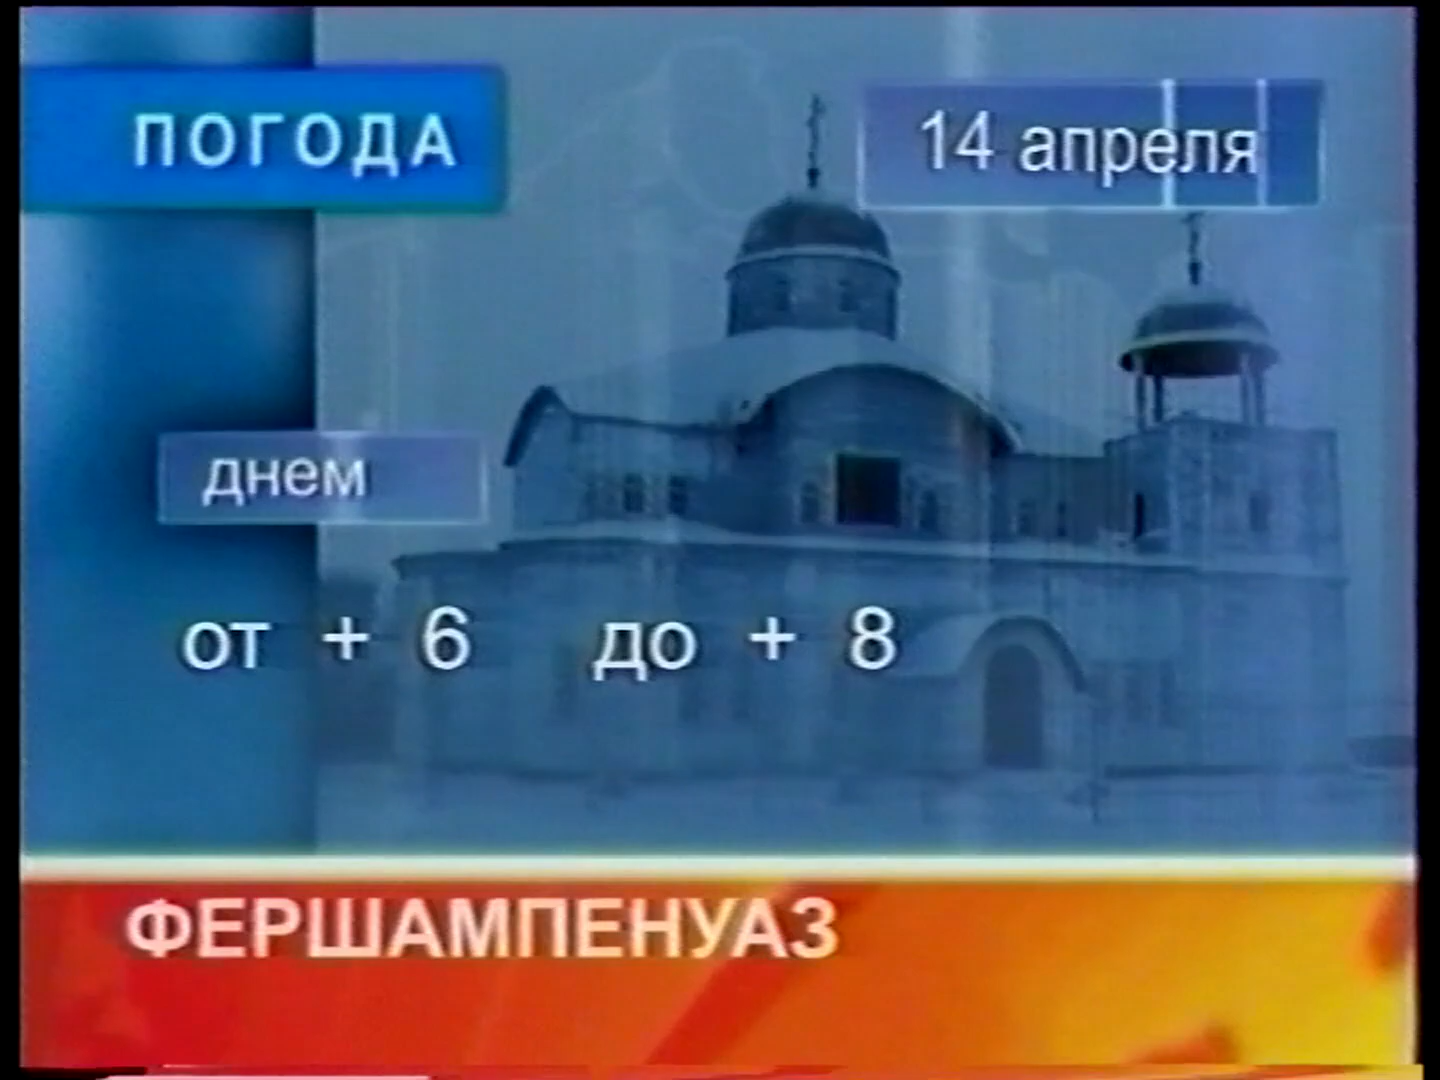 ПОГОДА
14 апреля
днем
от + 6 до + 8
ФЕРШАМПЕНУАЗ